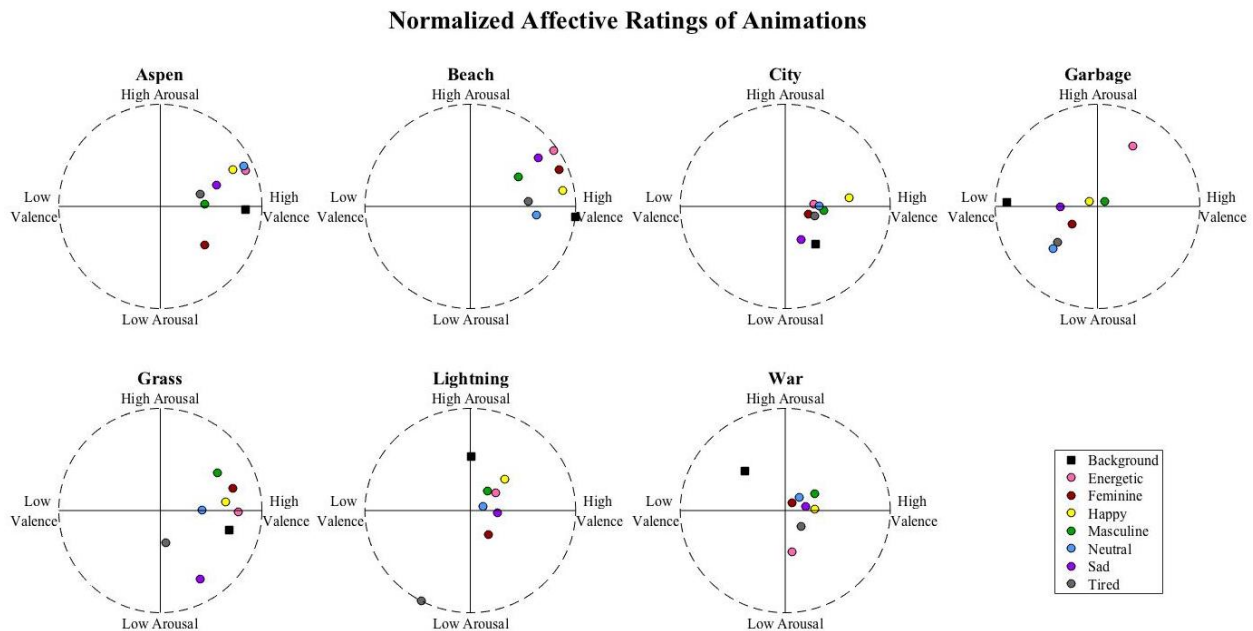 Normalized Affective Ratings of Animations
Aspen
High Arousal
Low Valence
High Valence
Low Arousal
Beach
High Arousal
Low Valence
High Valence
Low Arousal
City
High Arousal
Low Valence
High Valence
Low Arousal
Garbage
High Arousal
Low Valence
High Valence
Low Arousal
Grass
High Arousal
Low Valence
High Valence
Low Arousal
Lightning
High Arousal
Low Valence
High Valence
Low Arousal
War
High Arousal
Low Valence
High Valence
Low Arousal
Background
Energetic
Feminine
Happy
Masculine
Neutral
Sad
Tired